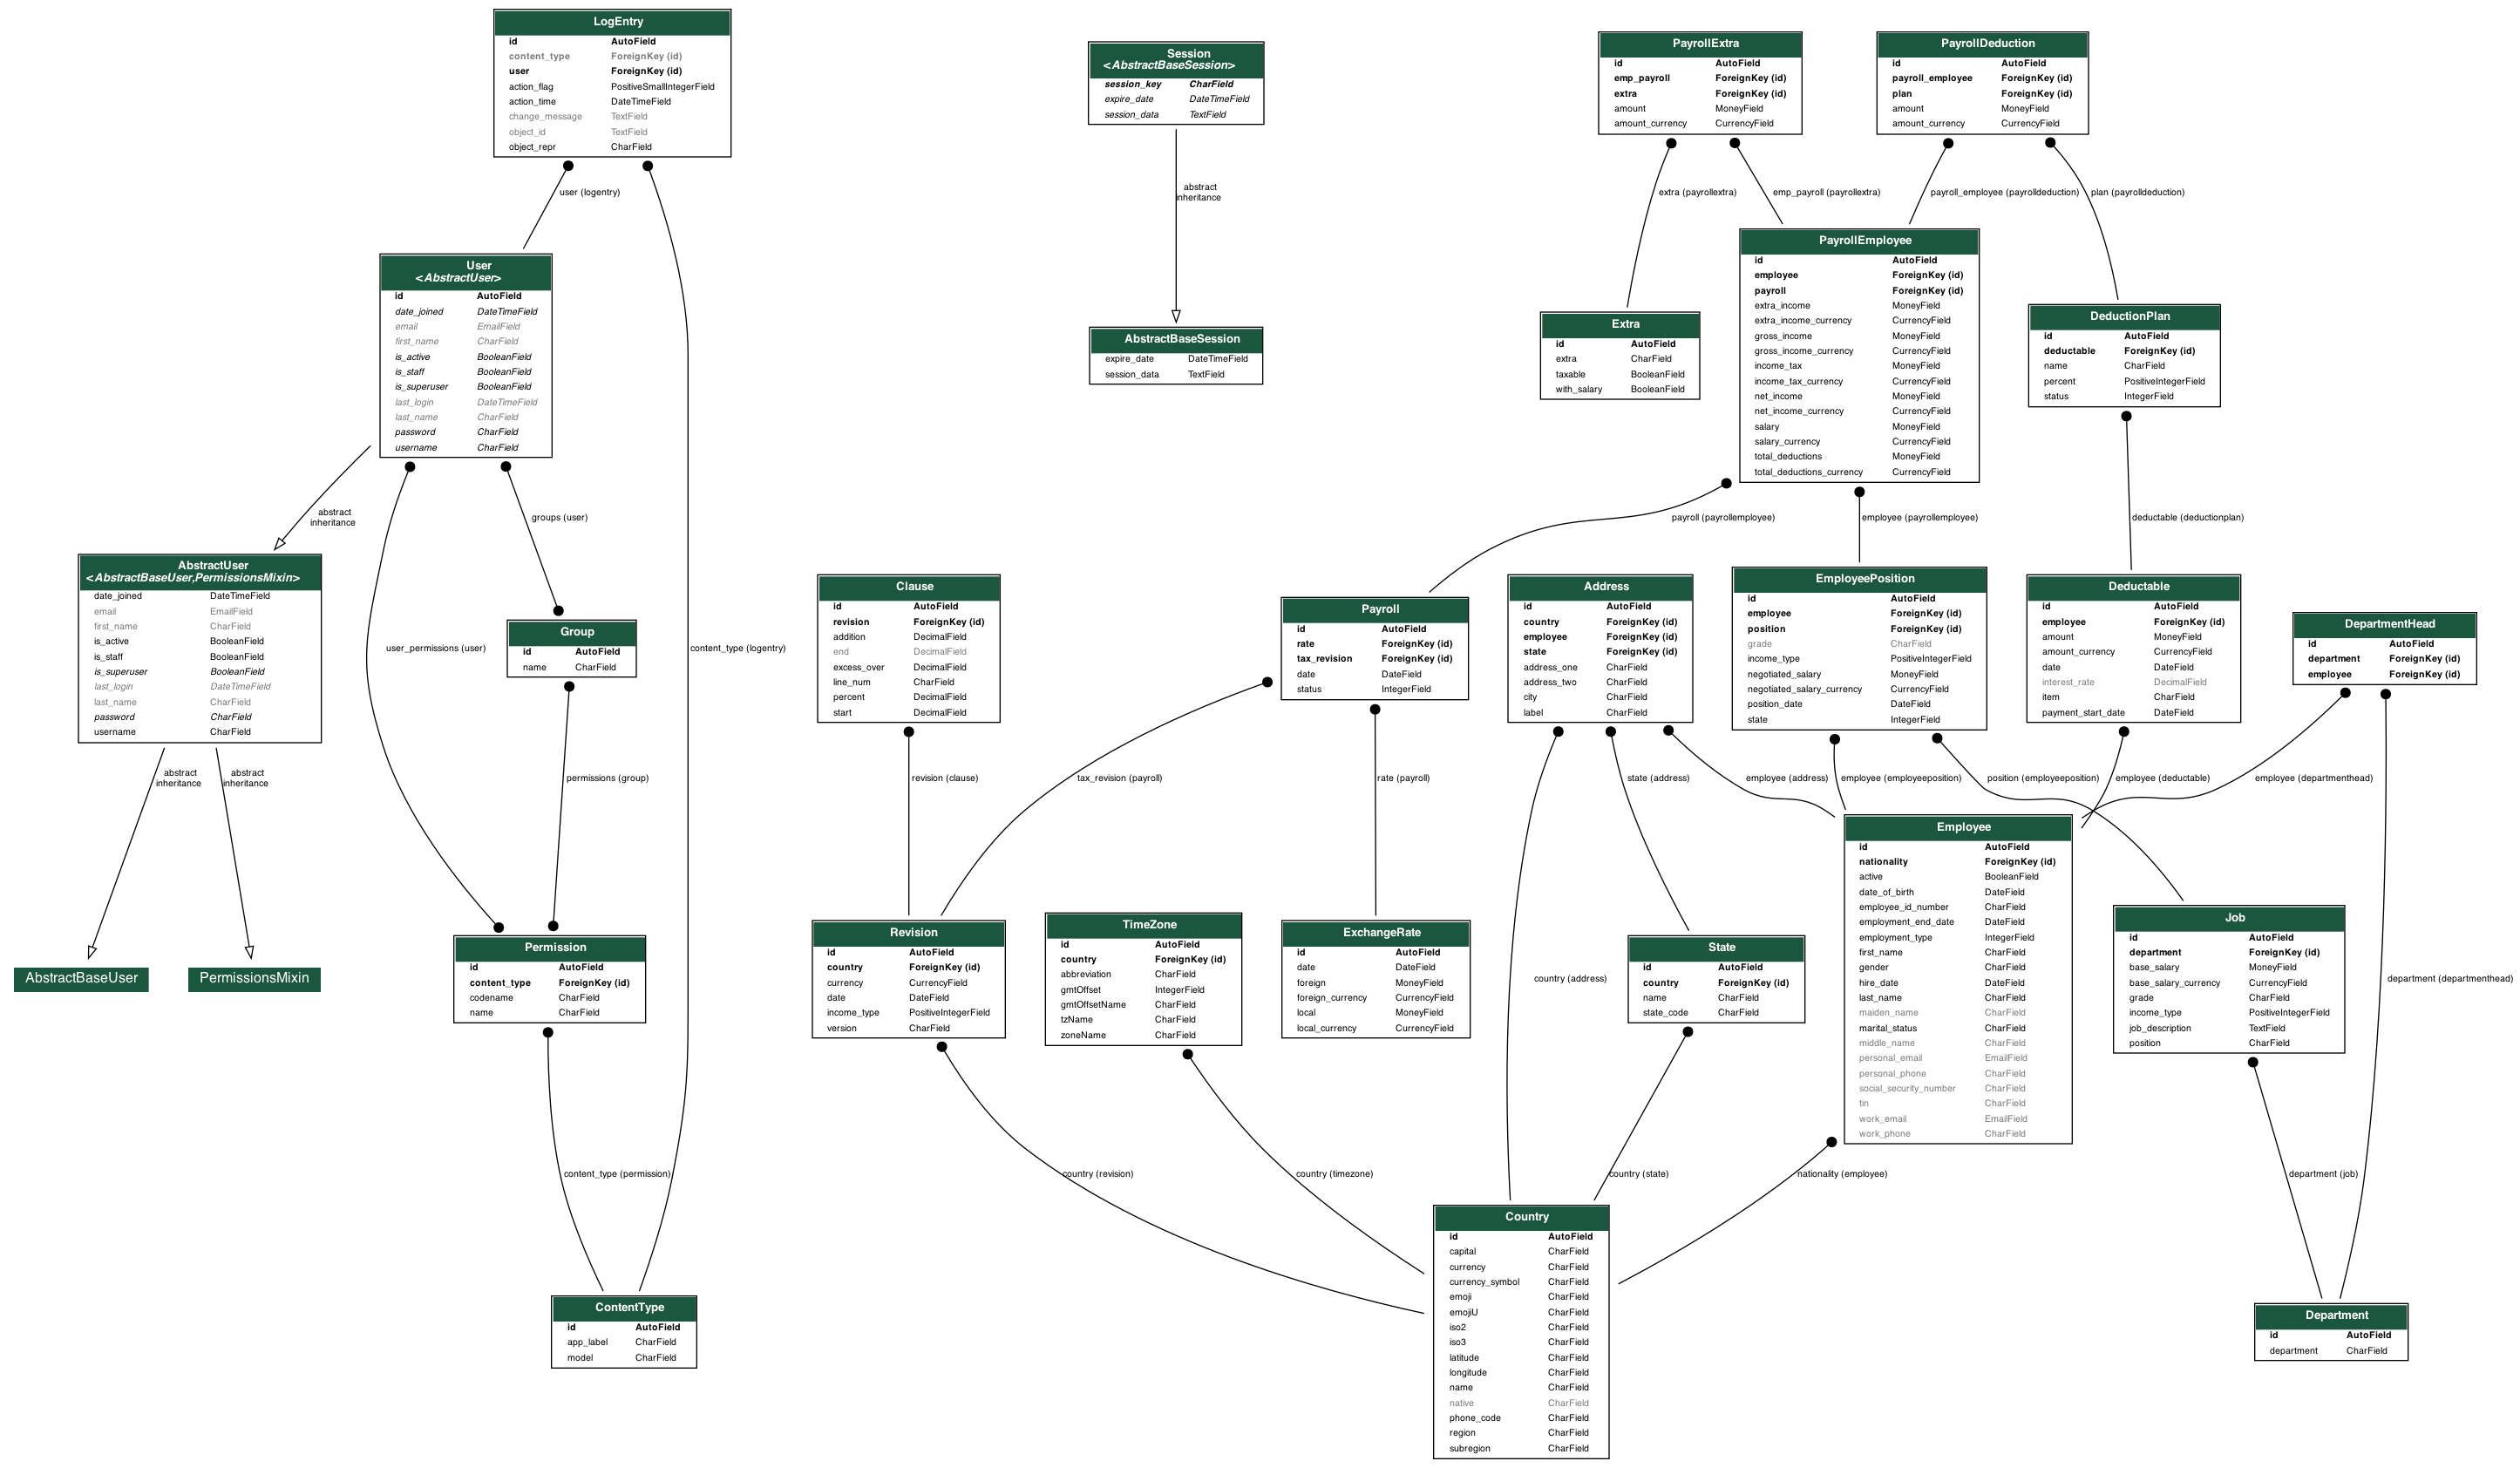 LogEntry
id AutoField
content_type ForeignKey (id)
user ForeignKey (id)
action_flag PositiveSmallIntegerField
action_time DateTimeField
change_message TextField
object_id TextField
object_repr CharField
Session
<AbstractBaseSession>
session_key CharField
expire_date DateTimeField
session_data TextField
PayrollExtra
id AutoField
emp_payroll ForeignKey (id)
extra ForeignKey (id)
amount MoneyField
amount_currency CurrencyField
PayrollDeduction
id AutoField
payroll_employee ForeignKey (id)
plan ForeignKey (id)
amount MoneyField
amount_currency CurrencyField
user (logentry)
abstract
inheritance
extra (payrollextra)
emp_payroll (payrollextra)
payroll_employee (payrolldeduction)
plan (payrolldeduction)
User
<AbstractUser>
id AutoField
date_joined DateTimeField
email EmailField
first_name CharField
is_active BooleanField
is_staff BooleanField
is_superuser BooleanField
last_login DateTimeField
last_name CharField
password CharField
username CharField
AbstractBaseSession
expire_date DateTimeField
session_data TextField
Extra
id AutoField
extra CharField
taxable BooleanField
with_salary BooleanField
PayrollEmployee
id AutoField
employee ForeignKey (id)
payroll ForeignKey (id)
extra_income MoneyField
extra_income_currency CurrencyField
gross_income MoneyField
gross_income_currency CurrencyField
income_tax MoneyField
income_tax_currency CurrencyField
net_income MoneyField
net_income_currency CurrencyField
salary MoneyField
salary_currency CurrencyField
total_deductions MoneyField
total_deductions_currency CurrencyField
DeductionPlan
id AutoField
deductable ForeignKey (id)
name CharField
percent PositiveIntegerField
status IntegerField
abstract
inheritance
groups (user)
payroll (payrollemployee)
employee (payrollemployee)
deductable (deductionplan)
AbstractUser
<AbstractBaseUser,PermissionsMixin>
date_joined DateTimeField
email EmailField
first_name CharField
is_active BooleanField
is_staff BooleanField
is_superuser BooleanField
last_login DateTimeField
last_name CharField
password CharField
username CharField
user_permissions (user)
Group
id AutoField
name CharField
content_type (logentry)
Clause
id AutoField
revision ForeignKey (id)
addition DecimalField
end DecimalField
excess_over DecimalField
line_num CharField
percent DecimalField
start DecimalField
Payroll
id AutoField
rate ForeignKey (id)
tax_revision ForeignKey (id)
date DateField
status IntegerField
Address
id AutoField
country ForeignKey (id)
employee ForeignKey (id)
state ForeignKey (id)
address_one CharField
address_two CharField
city CharField
label CharField
EmployeePosition
id AutoField
employee ForeignKey (id)
position ForeignKey (id)
grade CharField
income_type PositiveIntegerField
negotiated_salary MoneyField
negotiated_salary_currency CurrencyField
position_date DateField
state IntegerField
Deductable
id AutoField
employee ForeignKey (id)
amount MoneyField
amount_currency CurrencyField
date DateField
interest_rate DecimalField
item CharField
payment_start_date DateField
DepartmentHead
id AutoField
department ForeignKey (id)
employee ForeignKey (id)
abstract
inheritance
abstract
inheritance
permissions (group)
revision (clause)
tax_revision (payroll)
rate (payroll)
state (address)
employee (address)
employee (employeeposition)
position (employeeposition)
employee (deductable)
employee (departmenthead)
AbstractBaseUser
PermissionsMixin
Permission
id AutoField
content_type ForeignKey (id)
codename CharField
name CharField
Revision
id AutoField
country ForeignKey (id)
currency CurrencyField
date DateField
income_type PositiveIntegerField
version CharField
TimeZone
id AutoField
country ForeignKey (id)
abbreviation CharField
gmtOffset IntegerField
gmtOffsetName CharField
tzName CharField
zoneName CharField
ExchangeRate
id AutoField
date DateField
foreign MoneyField
foreign_currency CurrencyField
local MoneyField
local_currency CurrencyField
country (address)
State
id AutoField
country ForeignKey (id)
name CharField
state_code CharField
Employee
id AutoField
nationality ForeignKey (id)
active BooleanField
date_of_birth DateField
employee_id_number CharField
employment_end_date DateField
employment_type IntegerField
first_name CharField
gender CharField
hire_date DateField
last_name CharField
maiden_name CharField
marital_status CharField
middle_name CharField
personal_email EmailField
personal_phone CharField
social_security_number CharField
tin CharField
work_email EmailField
work_phone CharField
Job
id AutoField
department ForeignKey (id)
base_salary MoneyField
base_salary_currency CurrencyField
grade CharField
income_type PositiveIntegerField
job_description TextField
position CharField
department (departmenthead)
content_type (permission)
country (revision)
country (timezone)
country (state)
nationality (employee)
department (job)
ContentType
id AutoField
app_label CharField
model CharField
Country
id AutoField
capital CharField
currency CharField
currency_symbol CharField
emoji CharField
emojiU CharField
iso2 CharField
iso3 CharField
latitude CharField
longitude CharField
name CharField
native CharField
phone_code CharField
region CharField
subregion CharField
Department
id AutoField
department CharField